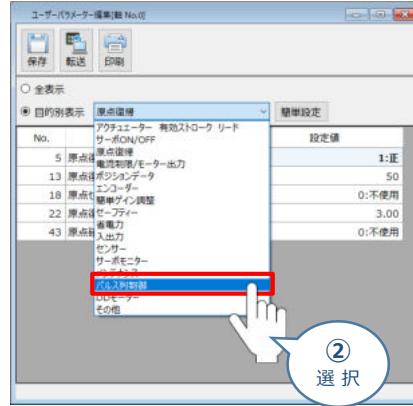 ユーザーパラメーター編集[軸 No.0]
保存 転送 印刷
全表示
目的別表示 原点復帰 簡単設定
No. 設定値
アクチュエーター 有効ストローク リード
サーボON/OFF
原点復帰
電流制限/モーター出力
ポジションデータ
エンコーダー
簡単ゲイン調整
セーフティー
省電力
入出力
センサー
サーボモニター
メンテナンス
パルス列制御
DDモーター
その他
5 原点復 1:正
13 原点復 50
18 原点セ 0:不使用
22 原点復 3.00
43 原点 0:不使用
②
選 択